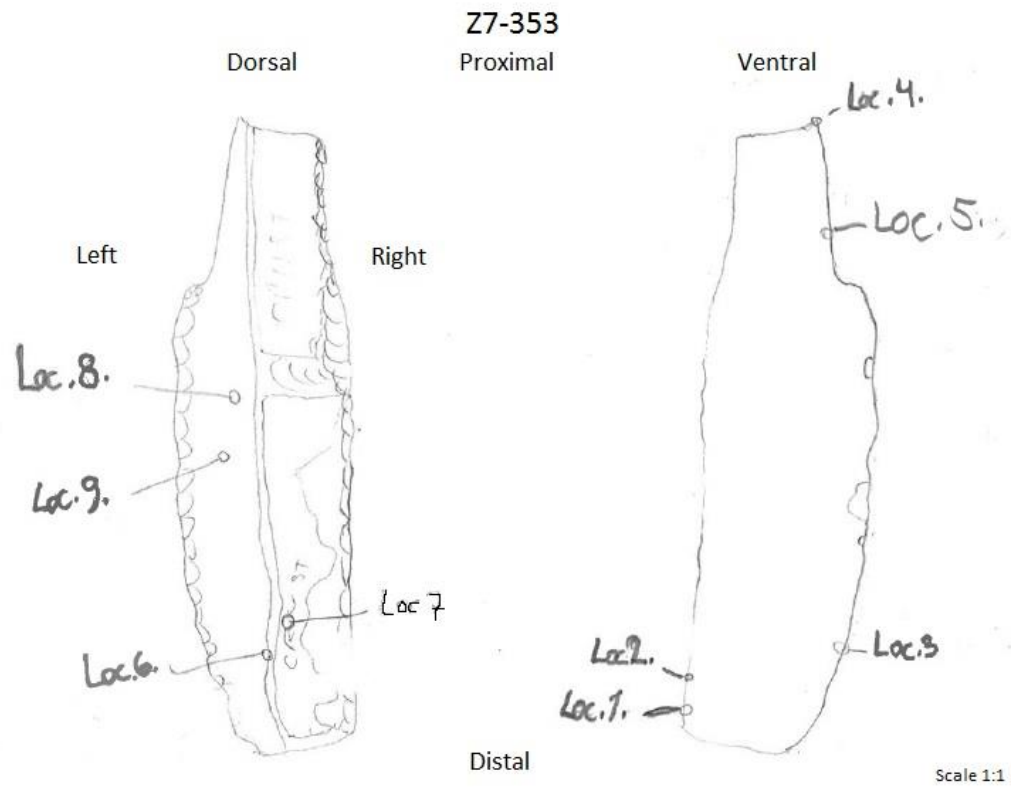 Z7-353
Dorsal
Proximal
Ventral
Loc.4.
Loc.5.
Left
Right
Loc.8.
Loc.9.
Loc 7
Loc.6.
Loc.2.
Loc.3
Loc.1.
Distal
Scale 1:1